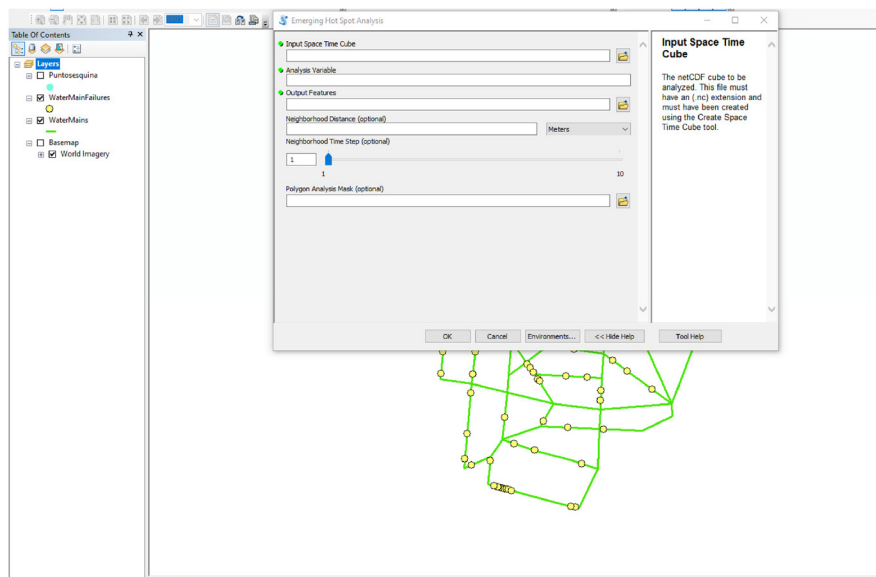 Emerging Hot Spot Analysis
Table Of Contents
Layers
Puntosesquina
WaterMainFailures
WaterMains
Basemap
World Imagery
Input Space Time Cube
Analysis Variable
Output Features
Neighborhood Distance (optional)
Meters
Neighborhood Time Step (optional)
1
1 10
Polygon Analysis Mask (optional)
Input Space Time
Cube
The netCDF cube to be
analyzed. This file must
have an (.nc) extension and
must have been created
using the Create Space
Time Cube tool.
OK Cancel Environments... << Hide Help Tool Help